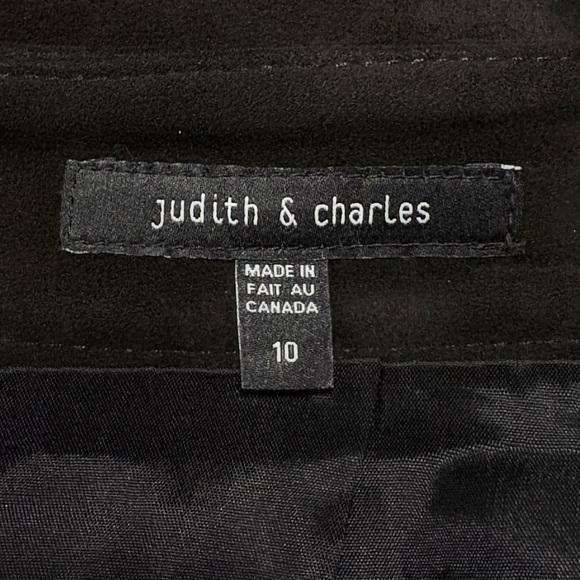 judith & charles
MADE IN
FAIT AU
CANADA
10